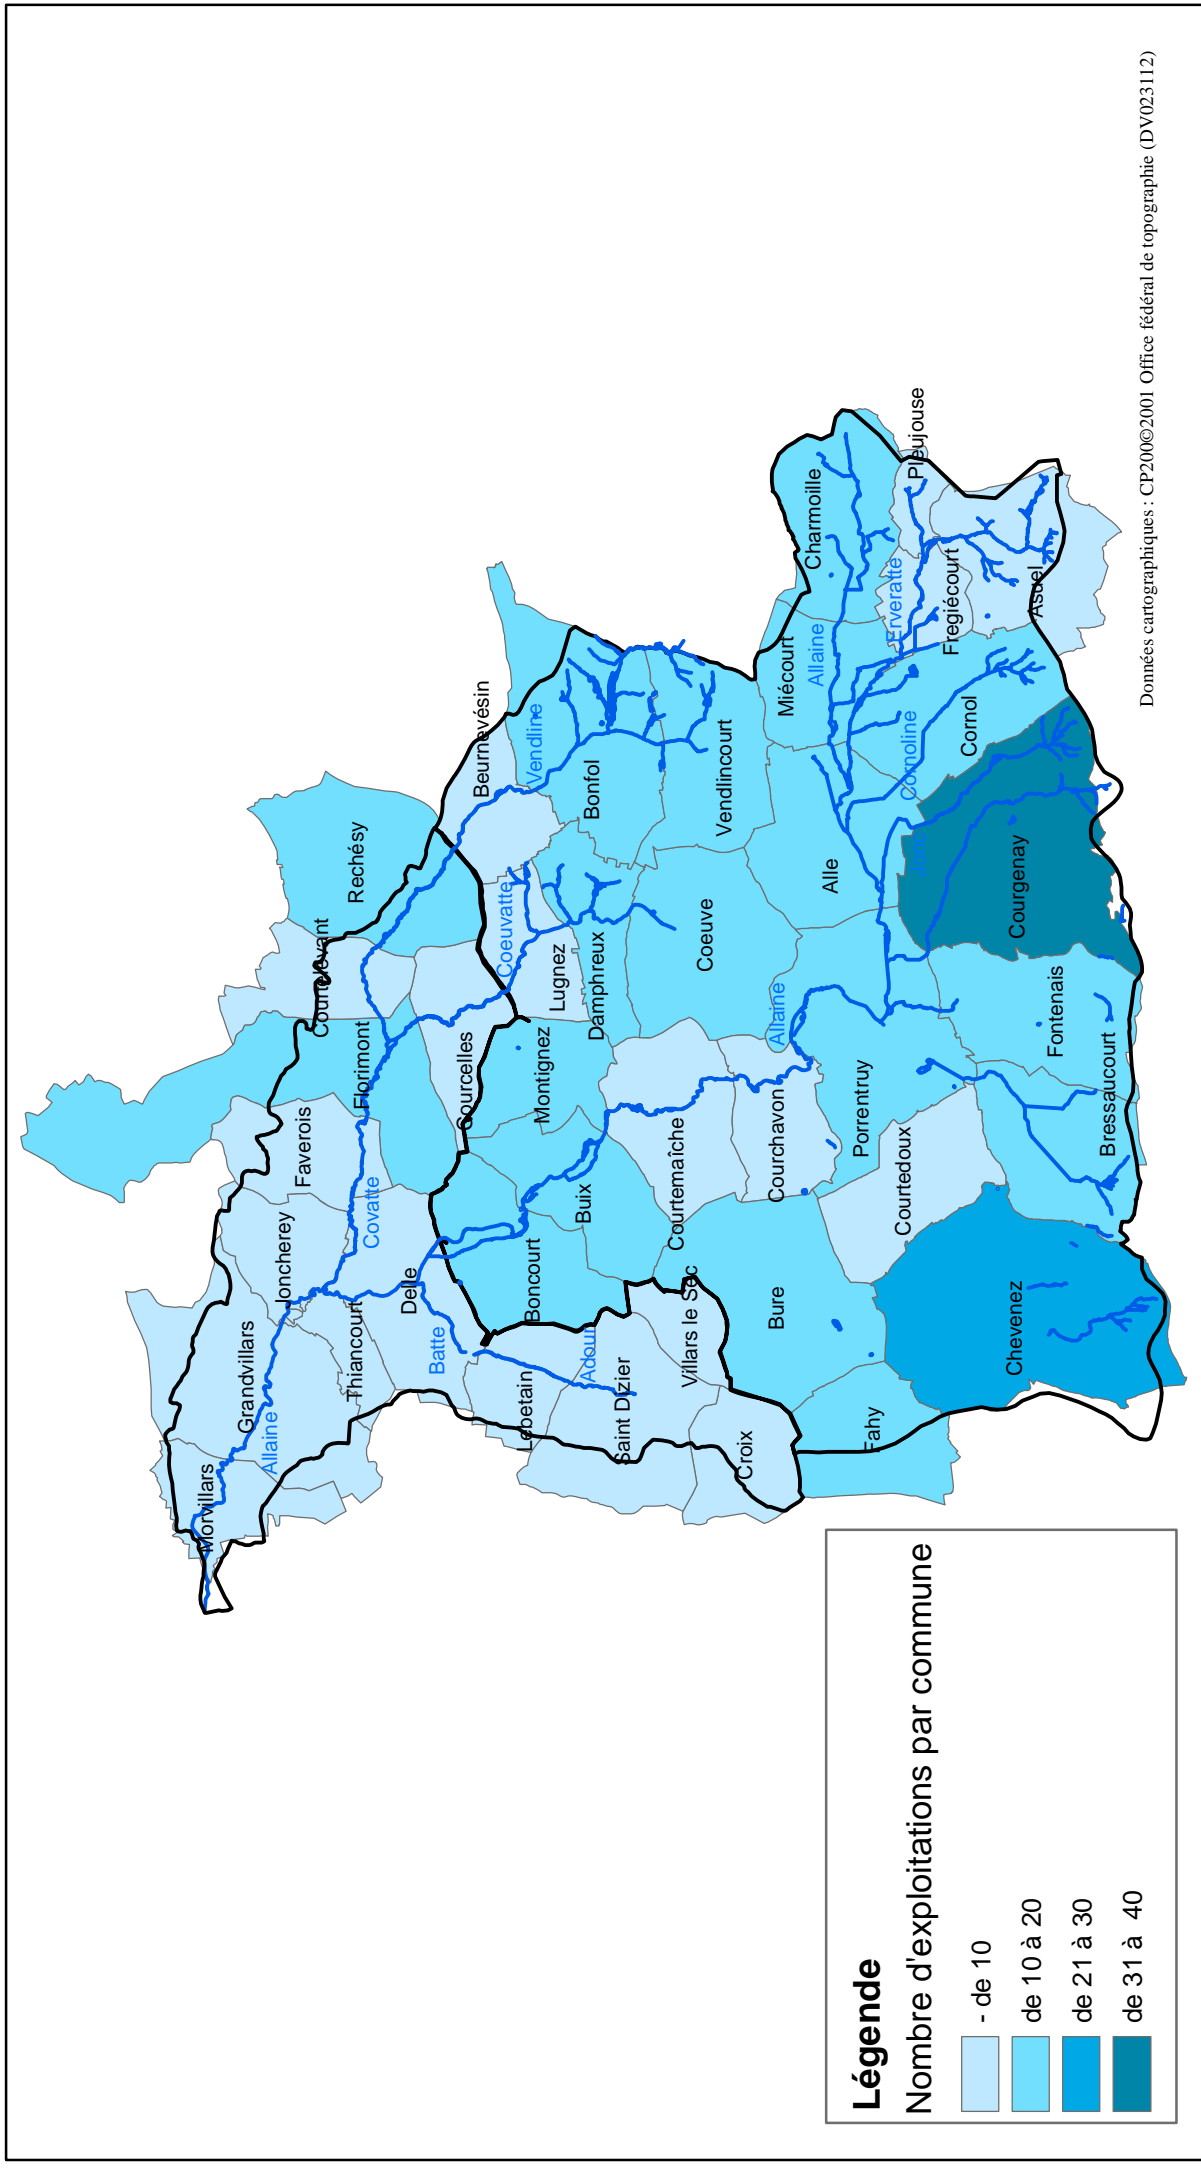 Morvillars
Allaine
Grandvillars
Thiancourt
Joncherey
Faverois
Covatte
Florimont
Courtelevant
Rechésy
Delle
Batte
Courcelles
Coeuvatte
Beurnevésin
Vendline
Lebetain
Adour
Saint Dizier
Villars le Sec
Croix
Boncourt
Buix
Montignez
Lugnez
Damphreux
Bonfol
Coeuve
Vendlincourt
Courtemaîche
Courchavon
Allaine
Bure
Fahy
Porrentruy
Courtedoux
Alle
Miécourt
Allaine
Charmoille
Erveratte
Pleujouse
Fregiécourt
Asuel
Cornoline
Cornol
Jonc
Courgenay
Fontenais
Bressaucourt
Chevenez
Légende
Nombre d'exploitations par commune
- de 10
de 10 à 20
de 21 à 30
de 31 à 40
Données cartographiques : CP200©2001 Office fédéral de topographie (DV023112)